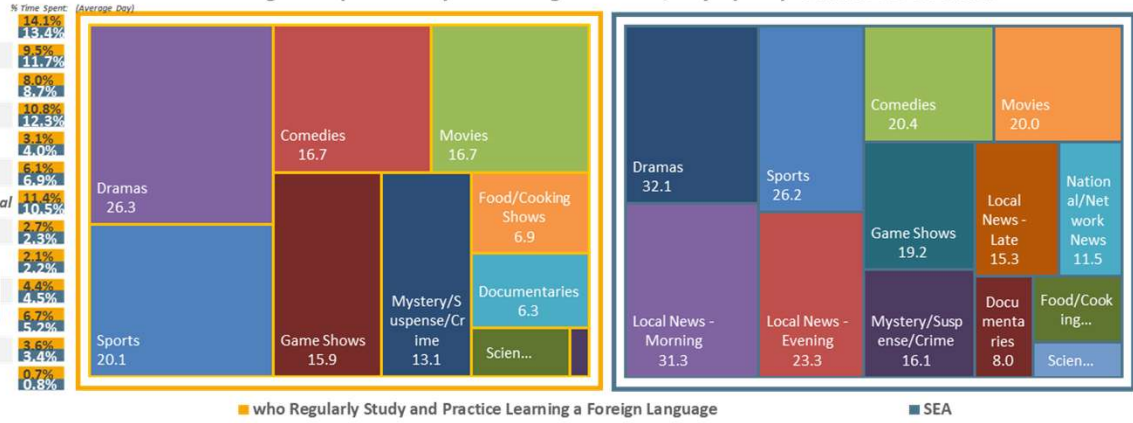 % Time Spent: (Average Day)
14.1%
13.4%
9.5%
11.7%
8.0%
8.7%
10.8%
12.3%
3.1%
4.0%
6.1%
6.9%
al
11.4%
10.5%
2.7%
2.3%
2.1%
2.2%
4.4%
4.5%
6.7%
5.2%
3.6%
3.4%
0.7%
0.8%
Dramas
26.3
Sports
20.1
Comedies
16.7
Movies
16.7
Game Shows
15.9
Mystery/S
uspense/Cr
ime
13.1
Food/Cooking
Shows
6.9
Documentaries
6.3
Scien...
Dramas
32.1
Local News -
Morning
31.3
Sports
26.2
Local News -
Evening
23.3
Comedies
20.4
Movies
20.0
Game Shows
19.2
Mystery/Susp
ense/Crime
16.1
Local
News -
Late
15.3
Nation
al/Net
work
News
11.5
Docu
menta
ries
8.0
Food/Cook
ing...
Scien...
who Regularly Study and Practice Learning a Foreign Language
SEA